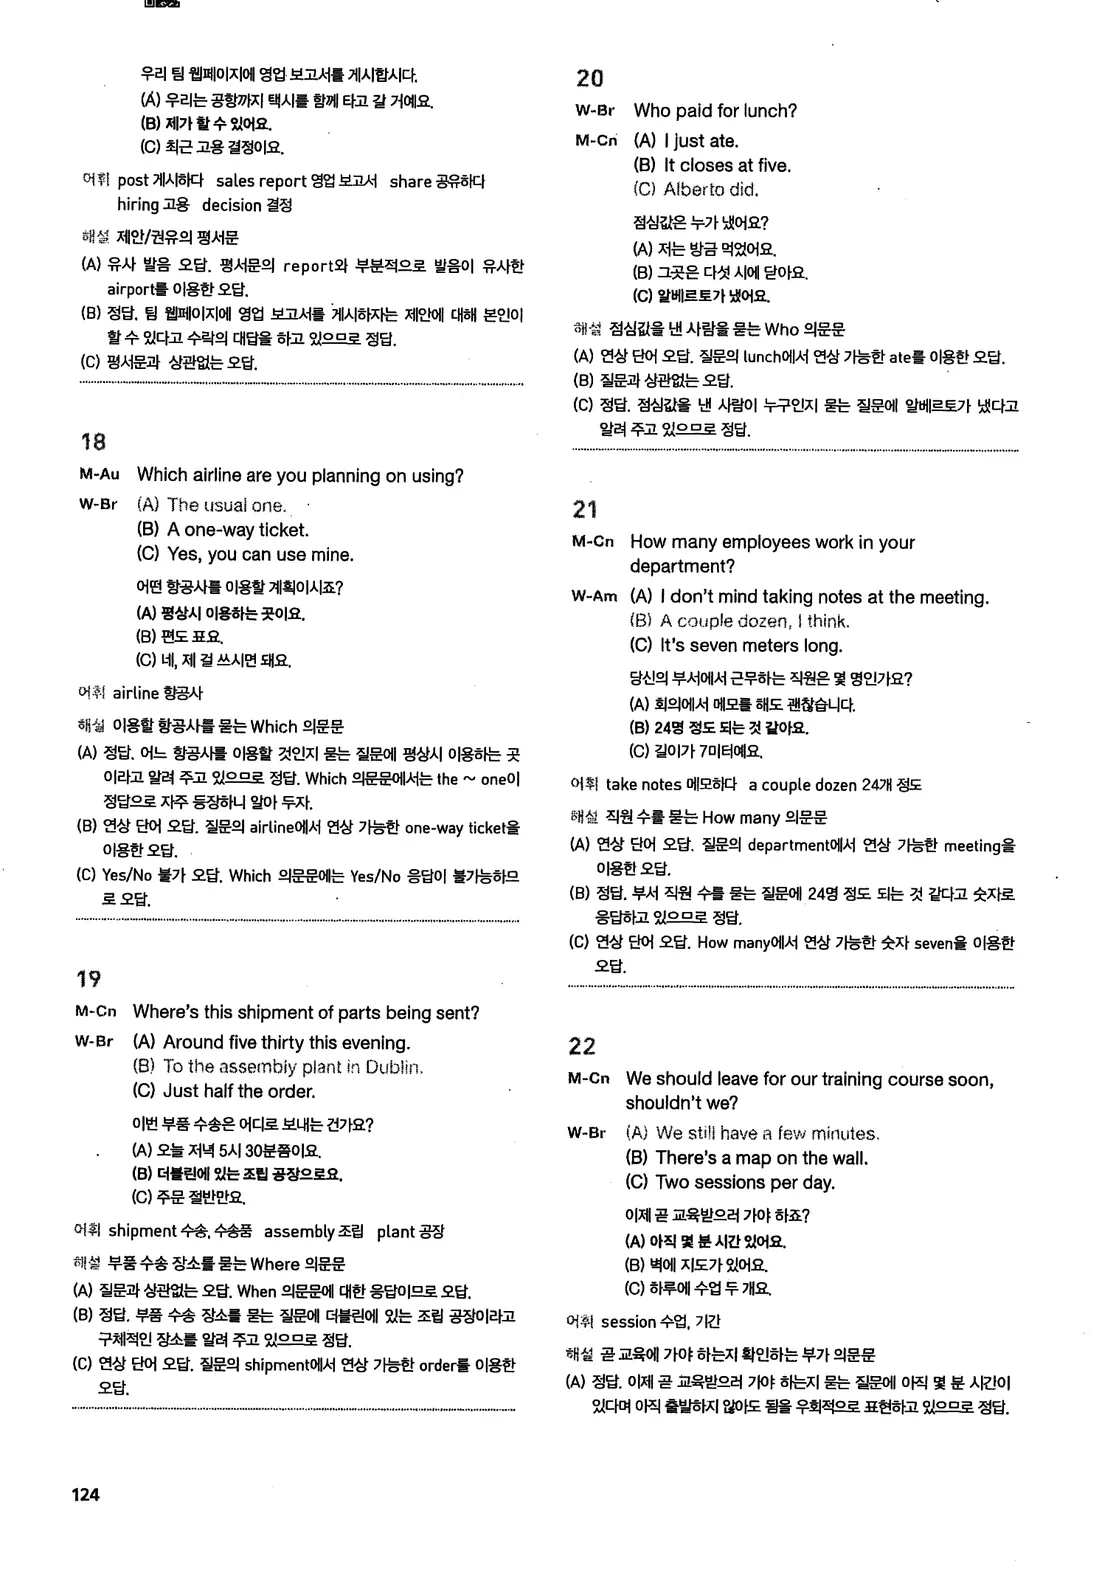 우리 팀 웹페이지에 영업 보고서를 게시합시다.
(A) 우리는 공항까지 택시를 함께 타고 갈 거예요.
(B) 제가 할 수 있어요.
(C) 최근 고용 결정이요.
어휘 post 게시하다 sales report 영업 보고서 share 공유하다
hiring 고용 decision 결정
해설 제안/권유의 평서문
(A) 유사 발음 오답. 평서문의 report와 부분적으로 발음이 유사한
airport를 이용한 오답.
(B) 정답. 팀 웹페이지에 영업 보고서를 게시하자는 제안에 대해 본인이
할 수 있다고 수락의 대답을 하고 있으므로 정답.
(C) 평서문과 상관없는 오답.
18
M-Au Which airline are you planning on using?
W-Br (A) The usual one.
(B) A one-way ticket.
(C) Yes, you can use mine.
어떤 항공사를 이용할 계획이시죠?
(A) 평상시 이용하는 곳이요.
(B) 편도 표요.
(C) 네, 제 걸 쓰시면 돼요.
어휘 airline 항공사
해설 이용할 항공사를 묻는 Which 의문문
(A) 정답. 어느 항공사를 이용할 것인지 묻는 질문에 평상시 이용하는 곳
이라고 알려 주고 있으므로 정답. Which 의문문에서는 the ~ one이
정답으로 자주 등장하니 알아 두자.
(B) 연상 단어 오답. 질문의 airline에서 연상 가능한 one-way ticket을
이용한 오답.
(C) Yes/No 불가 오답. Which 의문문에는 Yes/No 응답이 불가능하므
로 오답.
19
M-Cn Where's this shipment of parts being sent?
W-Br (A) Around five thirty this evening.
(B) To the assembly plant in Dublin.
(C) Just half the order.
이번 부품 수송은 어디로 보내는 건가요?
(A) 오늘 저녁 5시 30분쯤이요.
(B) 더블린에 있는 조립 공장으로요.
(C) 주문 절반만요.
어휘 shipment 수송, 수송품 assembly 조립 plant 공장
해설 부품 수송 장소를 묻는 Where 의문문
(A) 질문과 상관없는 오답. When 의문문에 대한 응답이므로 오답.
(B) 정답. 부품 수송 장소를 묻는 질문에 더블린에 있는 조립 공장이라고
구체적인 장소를 알려 주고 있으므로 정답.
(C) 연상 단어 오답. 질문의 shipment에서 연상 가능한 order를 이용한
오답.
124
20
W-Br Who paid for lunch?
M-Cn (A) I just ate.
(B) It closes at five.
(C) Alberto did.
점심값은 누가 냈어요?
(A) 저는 방금 먹었어요.
(B) 그곳은 다섯 시에 닫아요.
(C) 알베르토가 냈어요.
해설 점심값을 낸 사람을 묻는 Who 의문문
(A) 연상 단어 오답. 질문의 lunch에서 연상 가능한 ate를 이용한 오답.
(B) 질문과 상관없는 오답.
(C) 정답. 점심값을 낸 사람이 누구인지 묻는 질문에 알베르토가 냈다고
알려 주고 있으므로 정답.
21
M-Cn How many employees work in your
department?
W-Am (A) I don't mind taking notes at the meeting.
(B) A couple dozen, I think.
(C) It's seven meters long.
당신의 부서에서 근무하는 직원은 몇 명인가요?
(A) 회의에서 메모를 해도 괜찮습니다.
(B) 24명 정도 되는 것 같아요.
(C) 길이가 7미터예요.
어휘 take notes 메모하다 a couple dozen 24개 정도
해설 직원 수를 묻는 How many 의문문
(A) 연상 단어 오답. 질문의 department에서 연상 가능한 meeting을
이용한 오답.
(B) 정답. 부서 직원 수를 묻는 질문에 24명 정도 되는 것 같다고 숫자로
응답하고 있으므로 정답.
(C) 연상 단어 오답. How many에서 연상 가능한 숫자 seven을 이용한
오답.
22
M-Cn We should leave for our training course soon,
shouldn't we?
W-Br (A) We still have a few minutes.
(B) There's a map on the wall.
(C) Two sessions per day.
이제 곧 교육받으러 가야 하죠?
(A) 아직 몇 분 시간 있어요.
(B) 벽에 지도가 있어요.
(C) 하루에 수업 두 개요.
어휘 session 수업, 기간
해설 곧 교육에 가야 하는지 확인하는 부가 의문문
(A) 정답. 이제 곧 교육받으러 가야 하는지 묻는 질문에 아직 몇 분 시간이
있다며 아직 출발하지 않아도 됨을 우회적으로 표현하고 있으므로 정답.